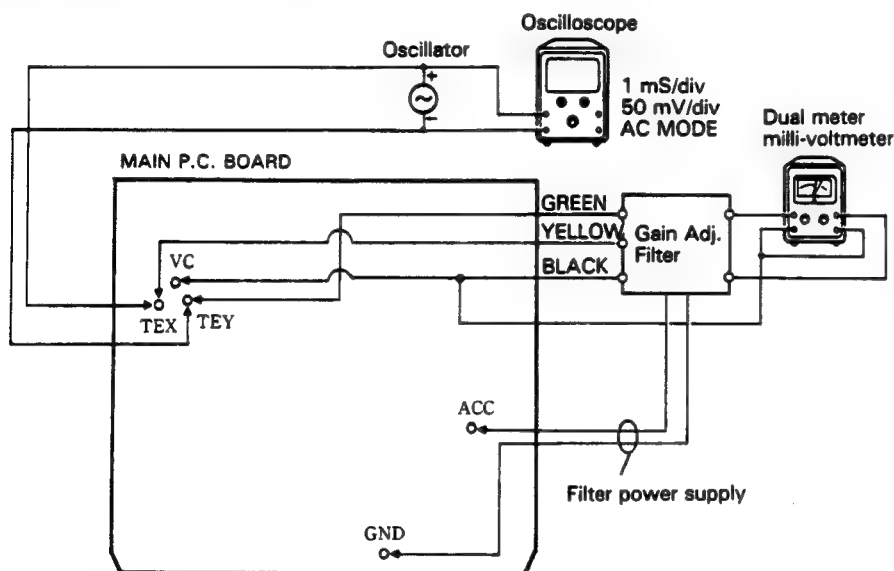 Oscilloscope
Oscillator
+
~
−
1 mS/div
50 mV/div
AC MODE
Dual meter
milli-voltmeter
MAIN P.C. BOARD
GREEN
YELLOW
BLACK
Gain Adj.
Filter
VC
TEX
TEY
ACC
Filter power supply
GND